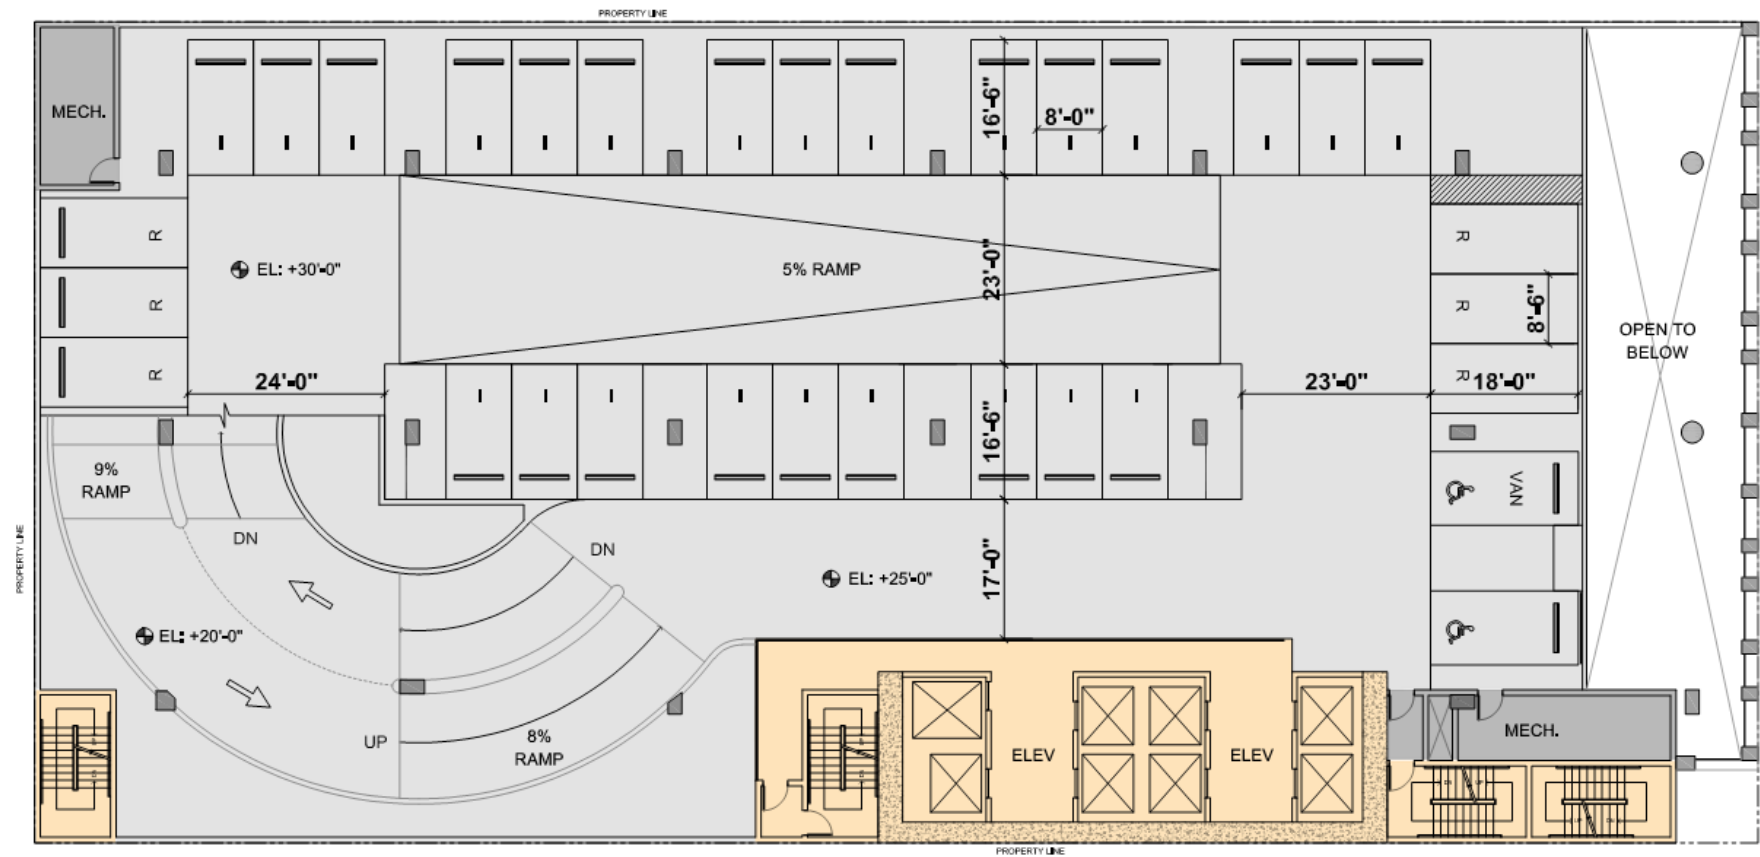 PROPERTY LINE
MECH.
16'-6"
8'-0"
R
R
EL: +30'-0"
5% RAMP
23'-0"
R
R
8'-6"
OPEN TO
BELOW
R
R
24'-0"
23'-0"
18'-0"
16'-6"
9%
RAMP
VAN
DN
DN
PROPERTY LINE
17'-0"
EL: +25'-0"
EL: +20'-0"
UP
8%
RAMP
ELEV
ELEV
MECH.
UP
UP
PROPERTY LINE